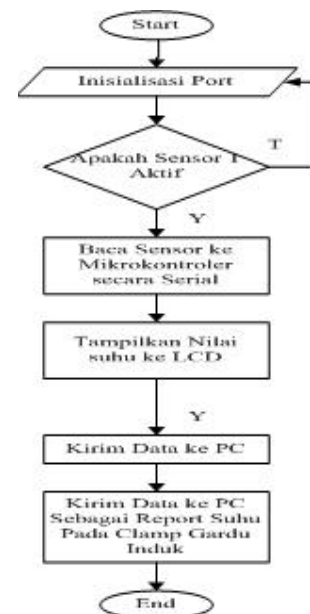 Start
Inisialisasi Port
Apakah Sensor 1
Aktif
T
Y
Baca Sensor ke
Mikrokontroler
secara Serial
Tampilkan Nilai
suhu ke LCD
Y
Kirim Data ke PC
Kirim Data ke PC
Sebagai Report Suhu
Pada Clamp Gardu
Induk
End